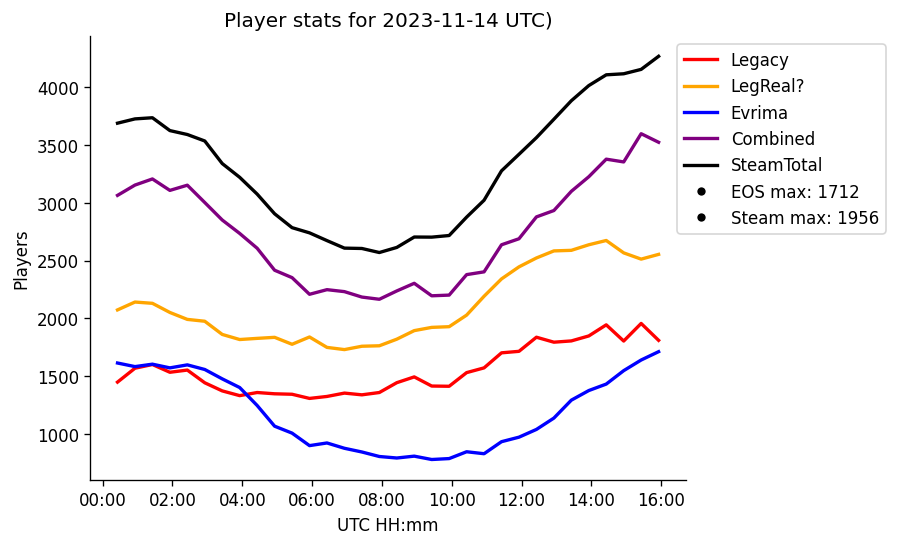 Player stats for 2023-11-14 UTC)
Players
4000
3500
3000
2500
2000
1500
1000
00:00 02:00 04:00 06:00 08:00 10:00 12:00 14:00 16:00
UTC HH:mm
Legacy
LegReal?
Evrima
Combined
SteamTotal
EOS max: 1712
Steam max: 1956